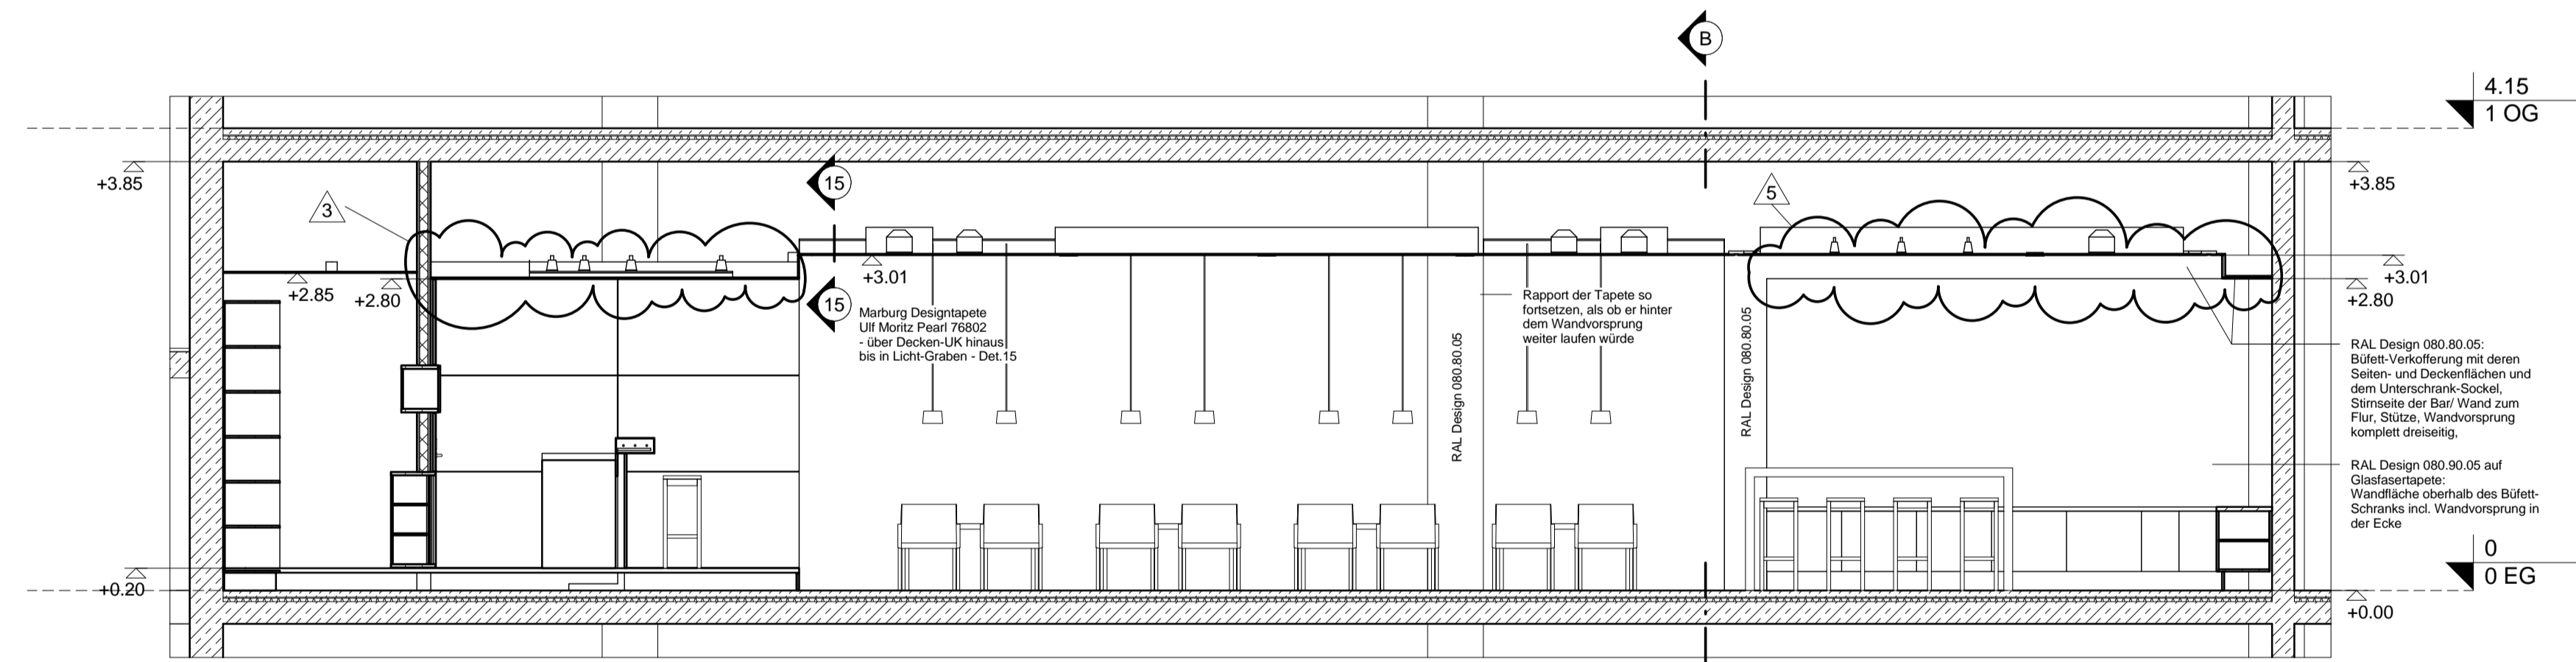 B
4.15
1 OG
+3.85
3
15
5
+3.85
+2.85
+2.80
+3.01
15
Marburg Designtapete
Ulf Moritz Pearl 76802
- über Decken-UK hinaus
bis in Licht-Graben - Det.15
Rapport der Tapete so
fortsetzen, als ob er hinter
dem Wandvorsprung
weiter laufen würde
RAL Design 080.80.05
RAL Design 080.80.05
+3.01
+2.80
RAL Design 080.80.05:
Büfett-Verkofferung mit deren
Seiten- und Deckenflächen und
dem Unterschrank-Sockel,
Stirnseite der Bar/ Wand zum
Flur, Stütze, Wandvorsprung
komplett dreiseitig,
RAL Design 080.90.05 auf
Glasfasertapete:
Wandfläche oberhalb des Büfett-
Schranks incl. Wandvorsprung in
der Ecke
+0.20
0
0 EG
+0.00